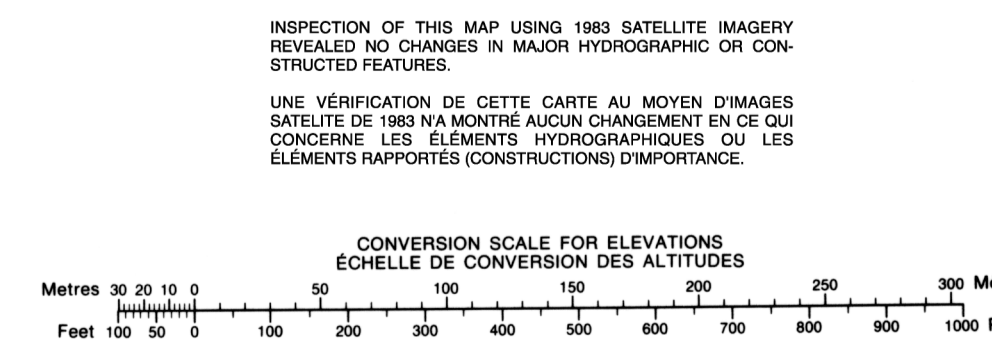 INSPECTION OF THIS MAP USING 1983 SATELLITE IMAGERY
REVEALED NO CHANGES IN MAJOR HYDROGRAPHIC OR CON-
STRUCTED FEATURES.
UNE VÉRIFICATION DE CETTE CARTE AU MOYEN D'IMAGES
SATELITE DE 1983 N'A MONTRÉ AUCUN CHANGEMENT EN CE QUI
CONCERNE LES ÉLÉMENTS HYDROGRAPHIQUES OU LES
ÉLÉMENTS RAPPORTÉS (CONSTRUCTIONS) D'IMPORTANCE.
CONVERSION SCALE FOR ELEVATIONS
ÉCHELLE DE CONVERSION DES ALTITUDES
Metres 30 20 10 0 50 100 150 200 250 300
Feet 100 50 0 100 200 300 400 500 600 700 800 900 1000